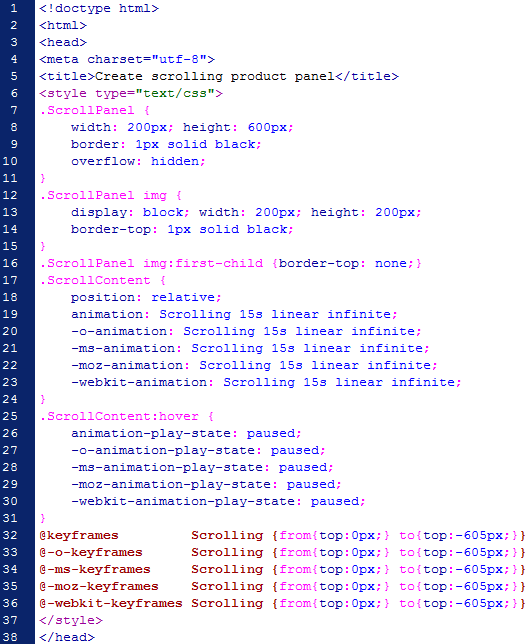 1 <!doctype html>
2 <html>
3 <head>
4 <meta charset="utf-8">
5 <title>Create scrolling product panel</title>
6 <style type="text/css">
7 .ScrollPanel {
8     width: 200px; height: 600px;
9     border: 1px solid black;
10     overflow: hidden;
11 }
12 .ScrollPanel img {
13     display: block; width: 200px; height: 200px;
14     border-top: 1px solid black;
15 }
16 .ScrollPanel img:first-child {border-top: none;}
17 .ScrollContent {
18     position: relative;
19     animation: Scrolling 15s linear infinite;
20     -o-animation: Scrolling 15s linear infinite;
21     -ms-animation: Scrolling 15s linear infinite;
22     -moz-animation: Scrolling 15s linear infinite;
23     -webkit-animation: Scrolling 15s linear infinite;
24 }
25 .ScrollContent:hover {
26     animation-play-state: paused;
27     -o-animation-play-state: paused;
28     -ms-animation-play-state: paused;
29     -moz-animation-play-state: paused;
30     -webkit-animation-play-state: paused;
31 }
32 @keyframes         Scrolling {from{top:0px;} to{top:-605px;}}
33 @-o-keyframes      Scrolling {from{top:0px;} to{top:-605px;}}
34 @-ms-keyframes     Scrolling {from{top:0px;} to{top:-605px;}}
35 @-moz-keyframes    Scrolling {from{top:0px;} to{top:-605px;}}
36 @-webkit-keyframes Scrolling {from{top:0px;} to{top:-605px;}}
37 </style>
38 </head>